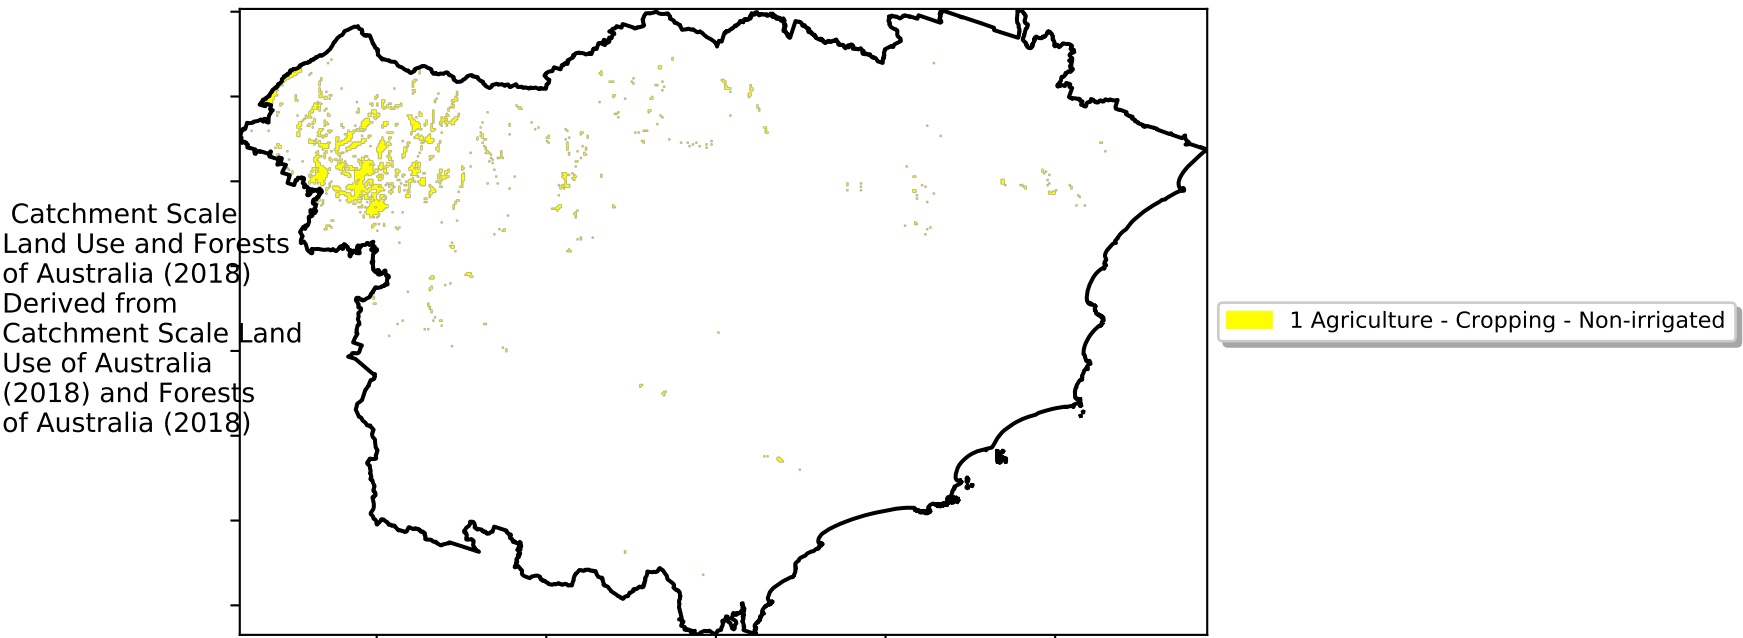 Catchment Scale
Land Use and Forests
of Australia (2018)
Derived from
Catchment Scale Land
Use of Australia
(2018) and Forests
of Australia (2018)
1 Agriculture - Cropping - Non-irrigated